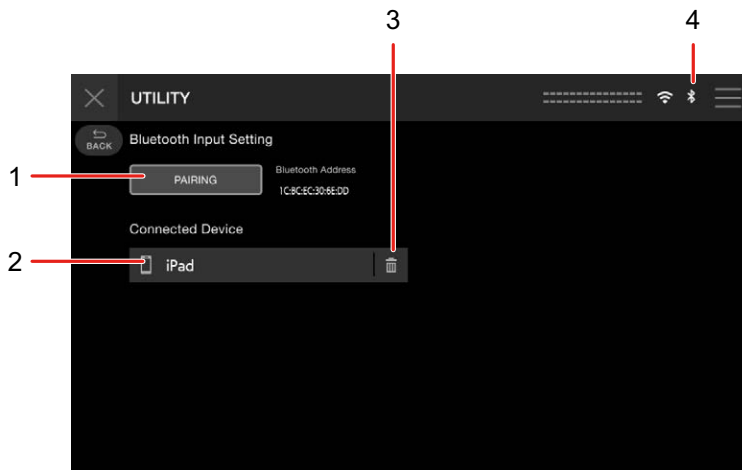 3 4
UTILITY
BACK
Bluetooth Input Setting
1
PAIRING
Bluetooth Address
1C:8C:EC:30:6E:DD
Connected Device
2
iPad